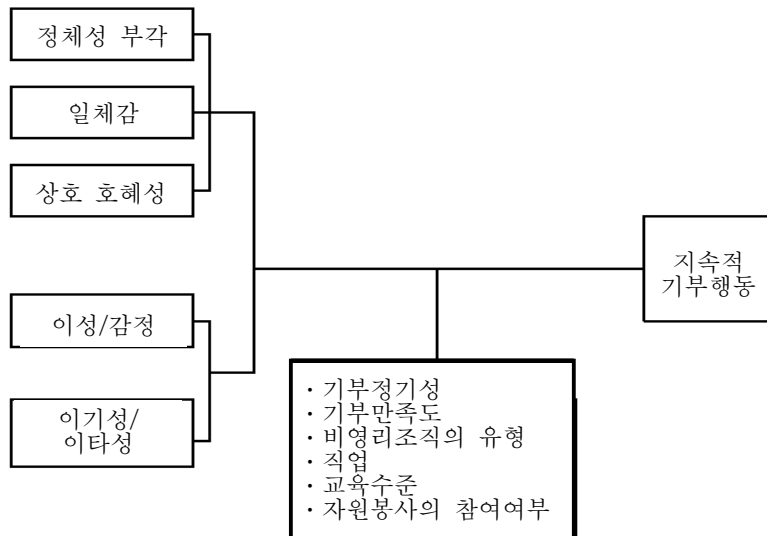 정체성 부각
일체감
상호 호혜성
이성/감정
이기성/
이타성
지속적
기부행동
· 기부정기성
· 기부만족도
· 비영리조직의 유형
· 직업
· 교육수준
· 자원봉사의 참여여부